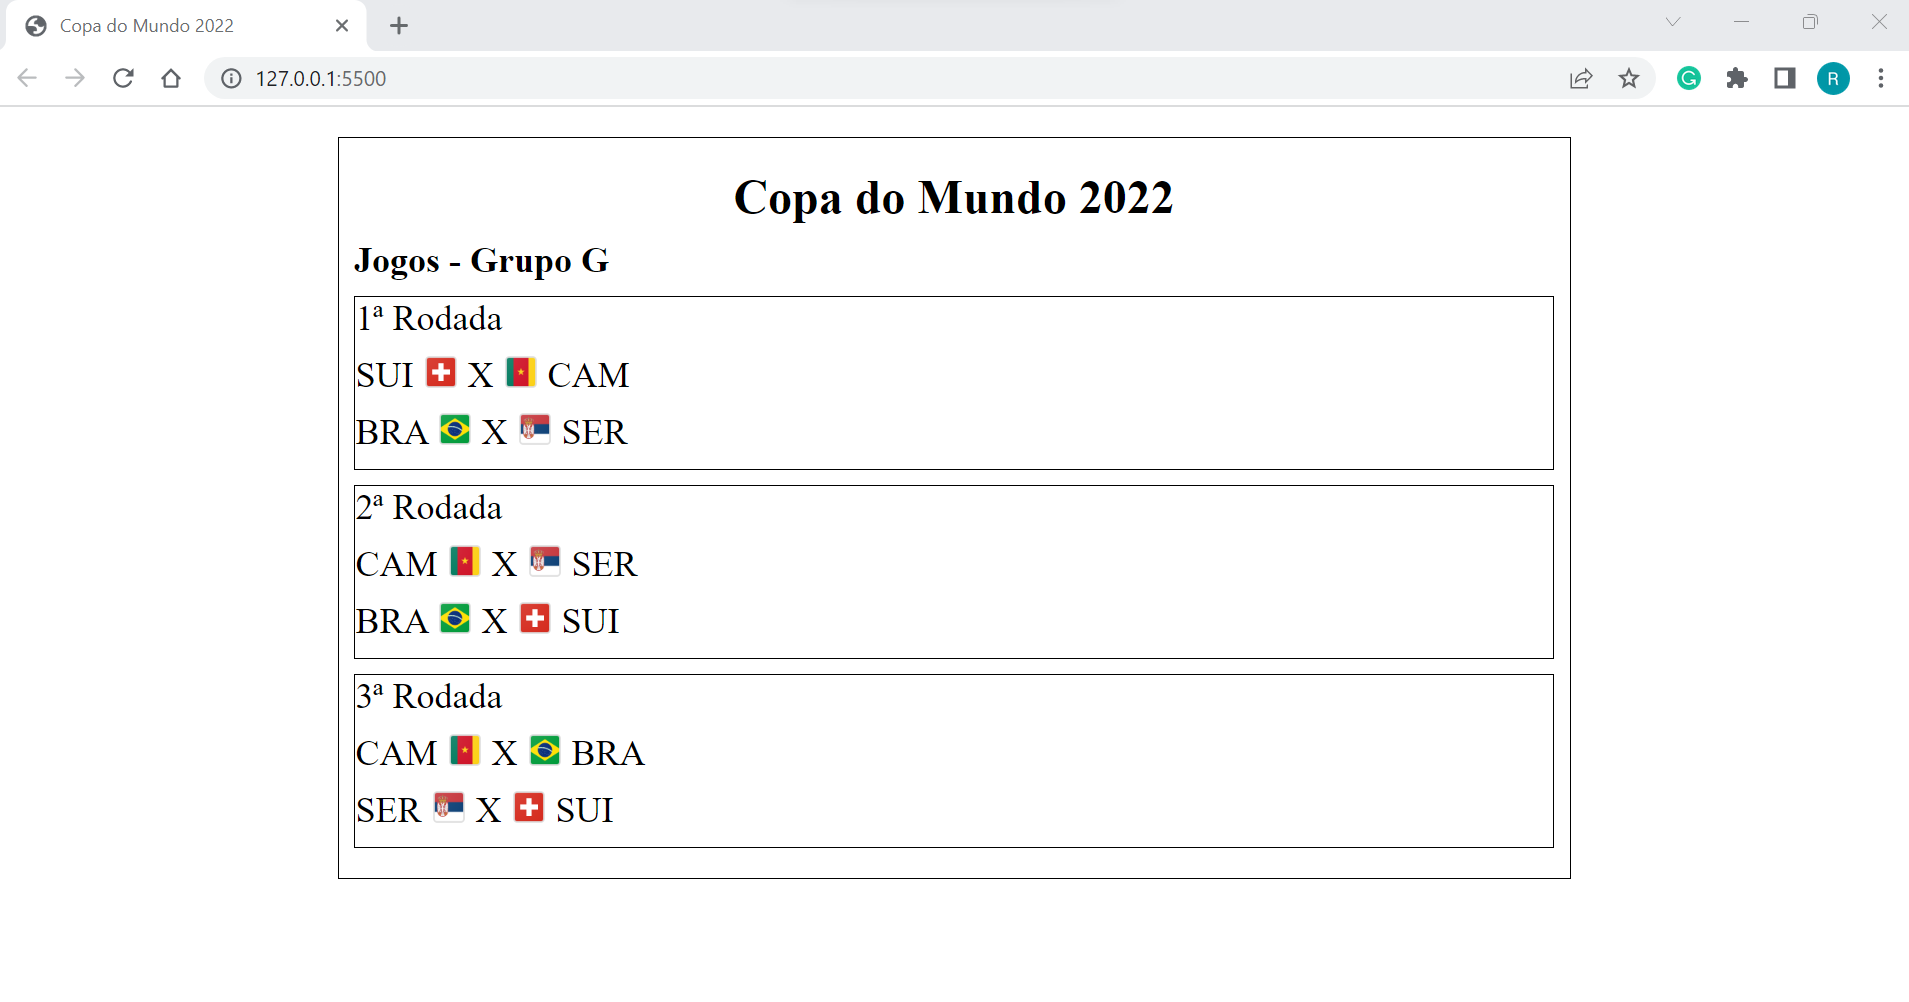 Copa do Mundo 2022
127.0.0.1:5500
R
Copa do Mundo 2022
Jogos - Grupo G
1ª Rodada
SUI X CAM
BRA X SER
2ª Rodada
CAM X SER
BRA X SUI
3ª Rodada
CAM X BRA
SER X SUI